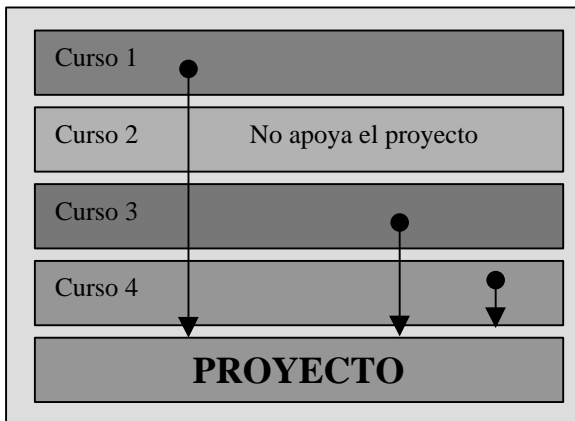 Curso 1
Curso 2 No apoya el proyecto
Curso 3
Curso 4
PROYECTO